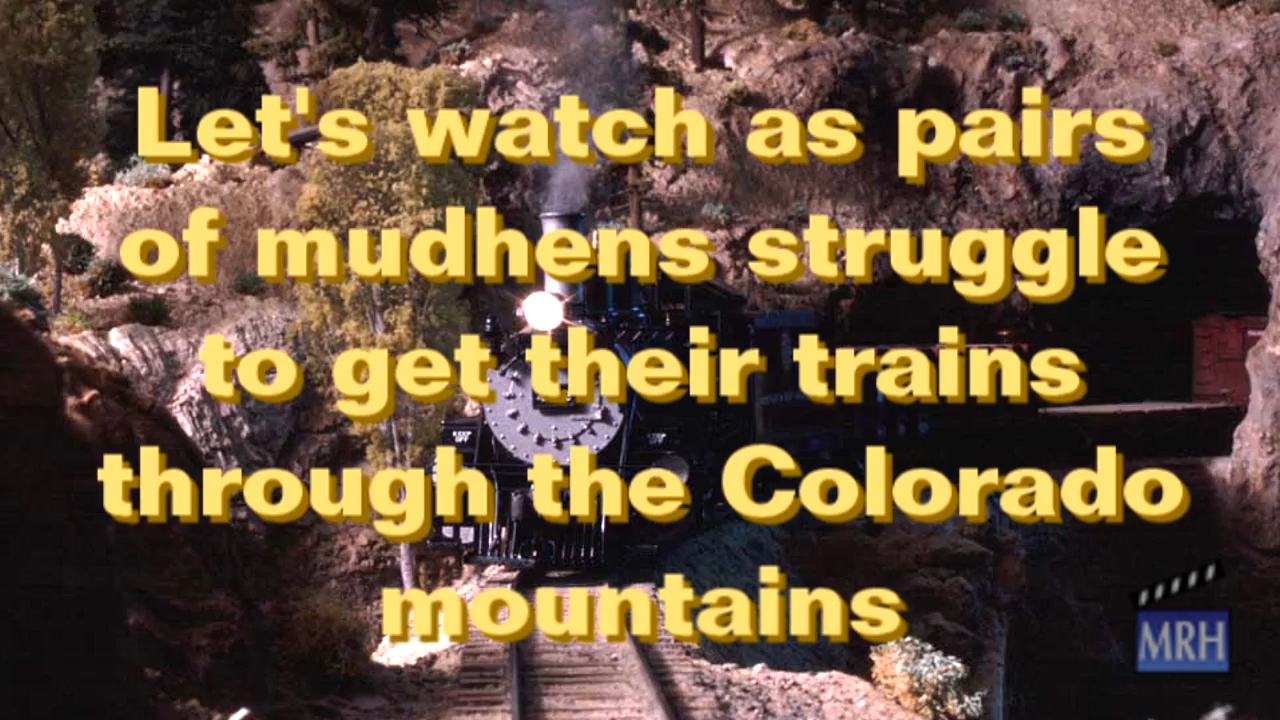 Let's watch as pairs
of mudhens struggle
to get their trains
through the Colorado
mountains
MRH